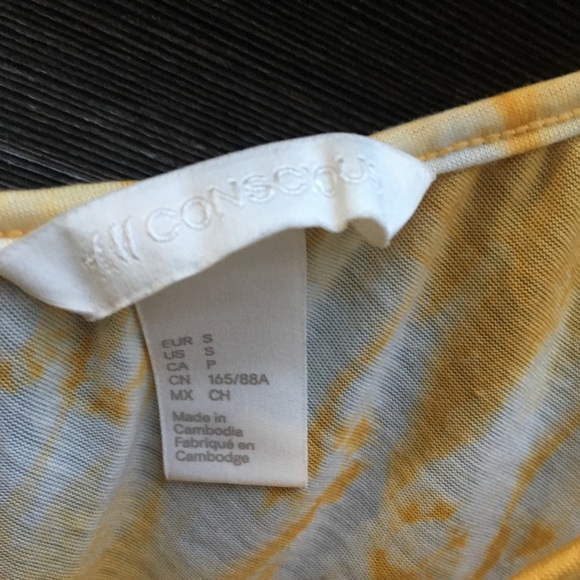 CONSCIOUS
EUR S
US S
CA P
CN 165/88A
MX CH
Made in
Cambodia
Fabriqué en
Cambodge